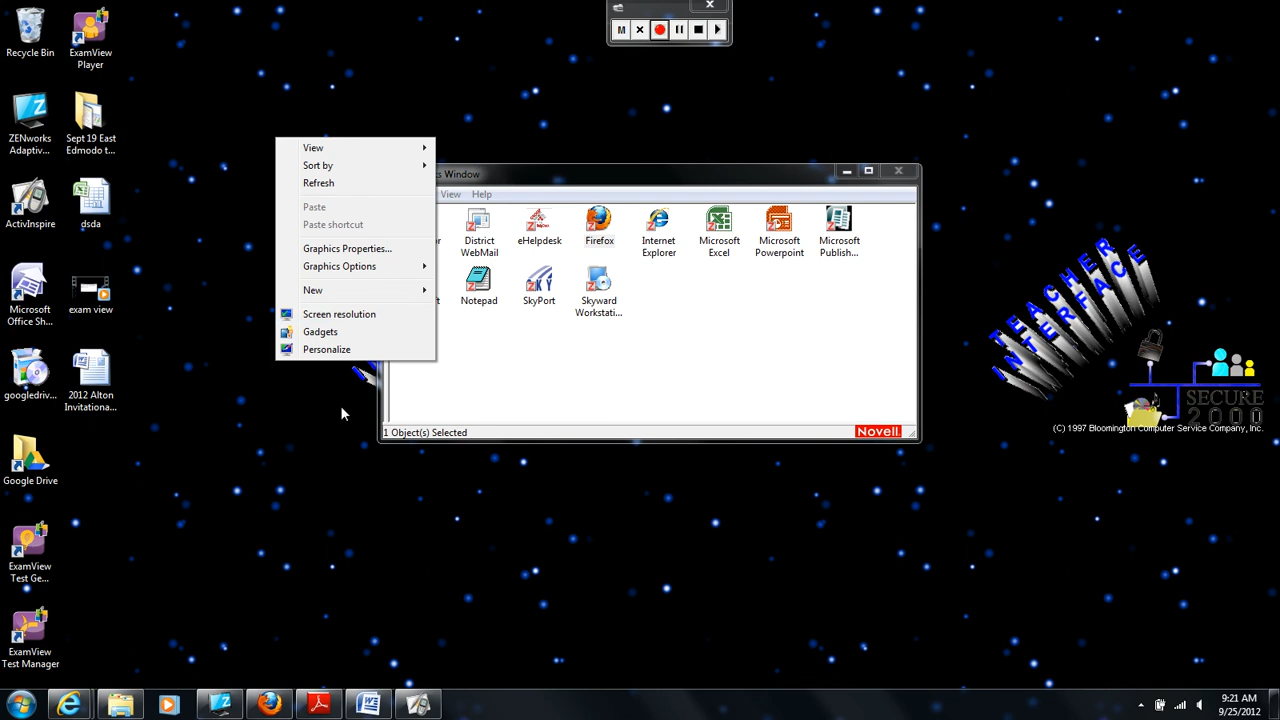 Recycle Bin
ExamView
Player
ZENworks
Adaptiv...
Sept 19 East
Edmodo t...
ActivInspire
dsda
Microsoft
Office Sh...
exam view
googledriv...
2012 Alton
Invitational...
Google Drive
ExamView
Test Ge...
ExamView
Test Manager
M
View
Sort by
Refresh
Paste
Paste shortcut
Graphics Properties...
Graphics Options
New
Screen resolution
Gadgets
Personalize
Window
View Help
District
WebMail
eHelpdesk
Firefox
Internet
Explorer
Microsoft
Excel
Microsoft
Powerpoint
Microsoft
Publish...
Notepad
SkyPort
Skyward
Workstati...
1 Object(s) Selected
Novell
TEACHER
INTERFACE
SECURE
2000
(C) 1997 Bloomington Computer Service Company, Inc.
9:21 AM
9/25/2012